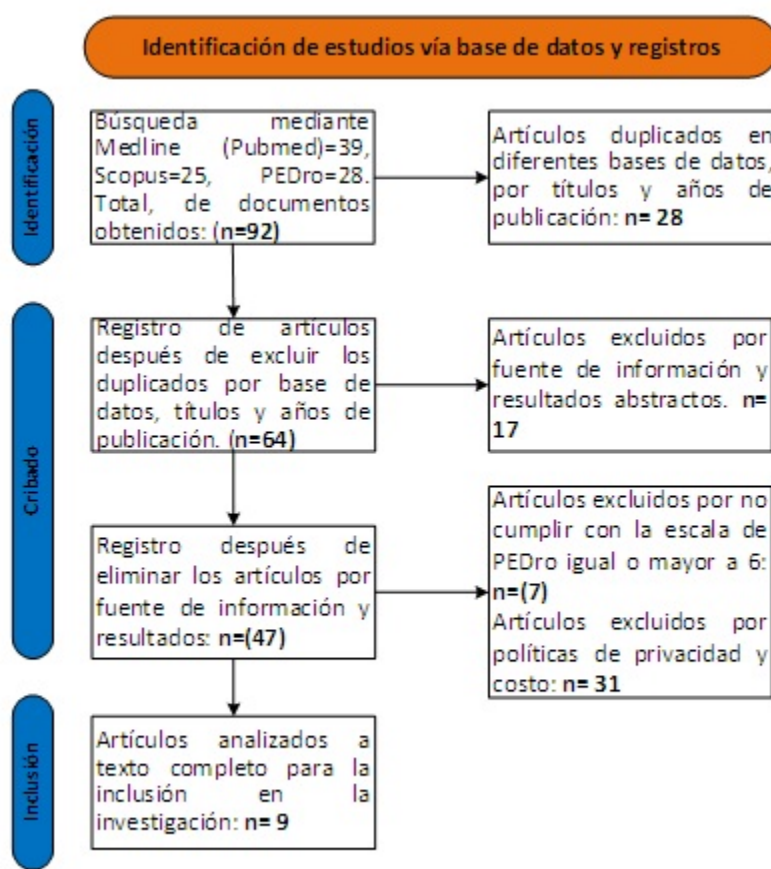 Identificación de estudios vía base de datos y registros
Identificación
Búsqueda mediante
Medline (Pubmed)=39,
Scopus=25, PEDro=28.
Total, de documentos
obtenidos: (n=92)
Artículos duplicados en
diferentes bases de datos,
por títulos y años de
publicación: n= 28
Cribado
Registro de artículos
después de excluir los
duplicados por base de
datos, títulos y años de
publicación. (n=64)
Artículos excluidos por
fuente de información y
resultados abstractos. n=
17
Registro después de
eliminar los artículos por
fuente de información y
resultados: n=(47)
Artículos excluidos por no
cumplir con la escala de
PEDro igual o mayor a 6:
n=(7)
Artículos excluidos por
políticas de privacidad y
costo: n= 31
Inclusión
Artículos analizados a
texto completo para la
inclusión en la
investigación: n= 9